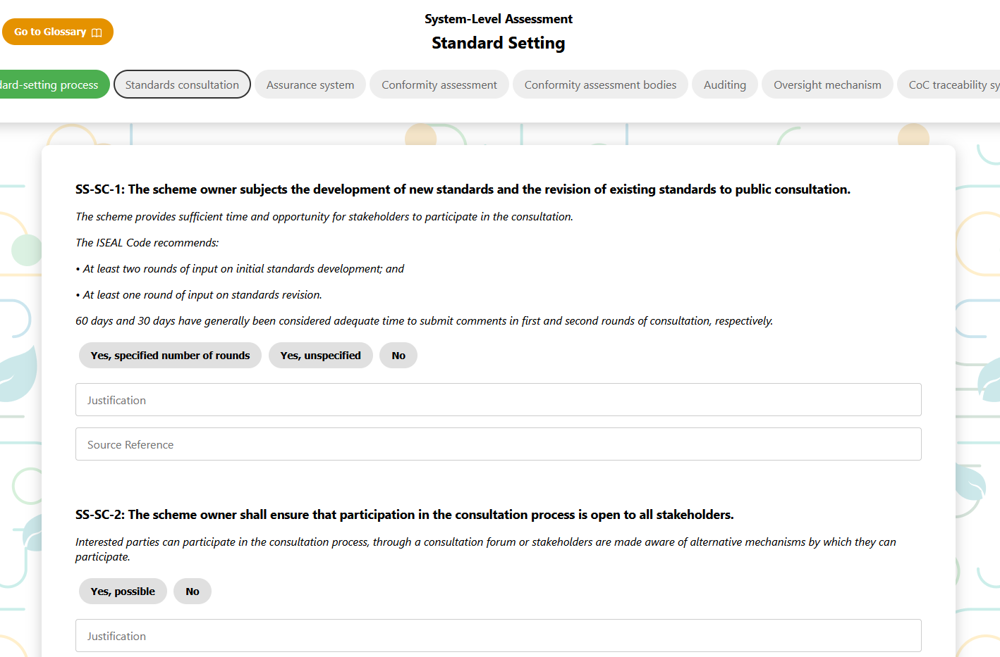 System-Level Assessment
Go to Glossary
Standard Setting
dard-setting process
Standards consultation
Assurance system
Conformity assessment
Conformity assessment bodies
Auditing
Oversight mechanism
CoC traceability sy
SS-SC-1: The scheme owner subjects the development of new standards and the revision of existing standards to public consultation.
The scheme provides sufficient time and opportunity for stakeholders to participate in the consultation.
The ISEAL Code recommends:
• At least two rounds of input on initial standards development; and
• At least one round of input on standards revision.
60 days and 30 days have generally been considered adequate time to submit comments in first and second rounds of consultation, respectively.
Yes, specified number of rounds
Yes, unspecified
No
Justification
Source Reference
SS-SC-2: The scheme owner shall ensure that participation in the consultation process is open to all stakeholders.
Interested parties can participate in the consultation process, through a consultation forum or stakeholders are made aware of alternative mechanisms by which they can
participate.
Yes, possible
No
Justification